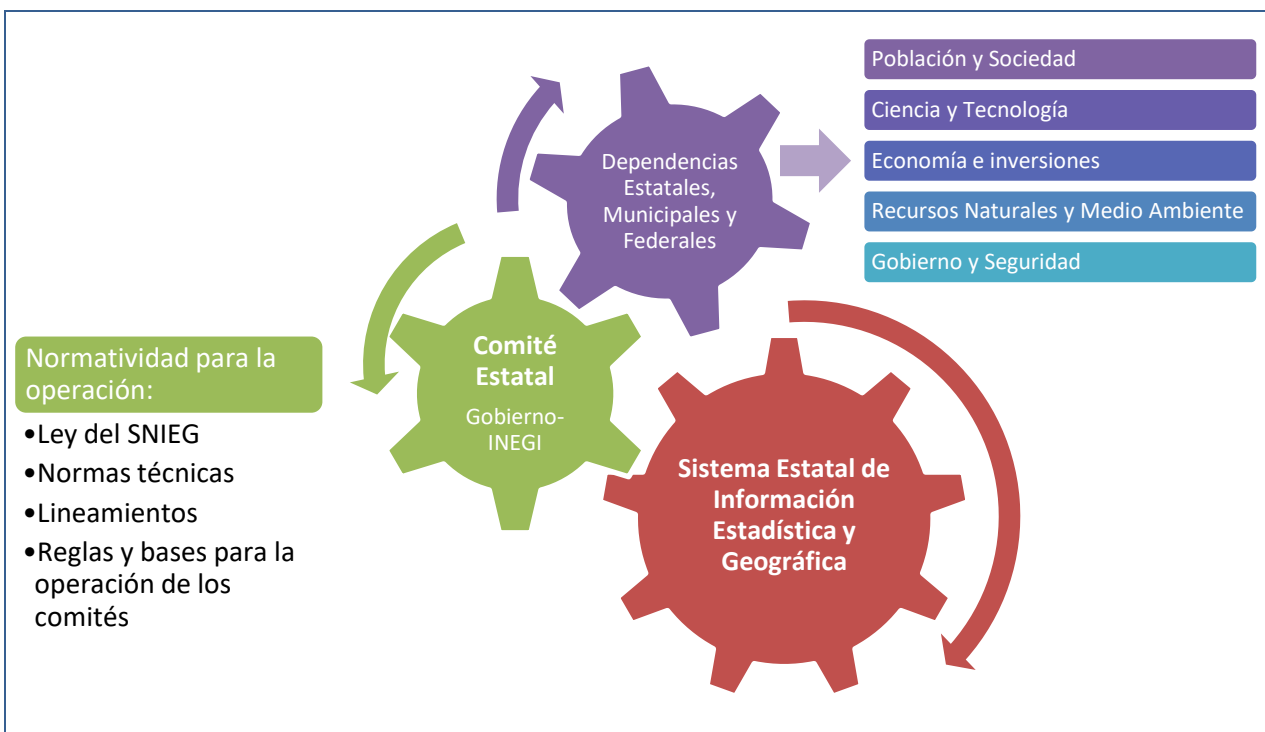 Población y Sociedad
Ciencia y Tecnología
Economía e inversiones
Recursos Naturales y Medio Ambiente
Gobierno y Seguridad
Dependencias
Estatales,
Municipales y
Federales
Comité
Estatal
Gobierno-
INEGI
Sistema Estatal de
Información
Estadística y
Geográfica
Normatividad para la
operación:
•Ley del SNIEG
•Normas técnicas
•Lineamientos
•Reglas y bases para la
operación de los
comités